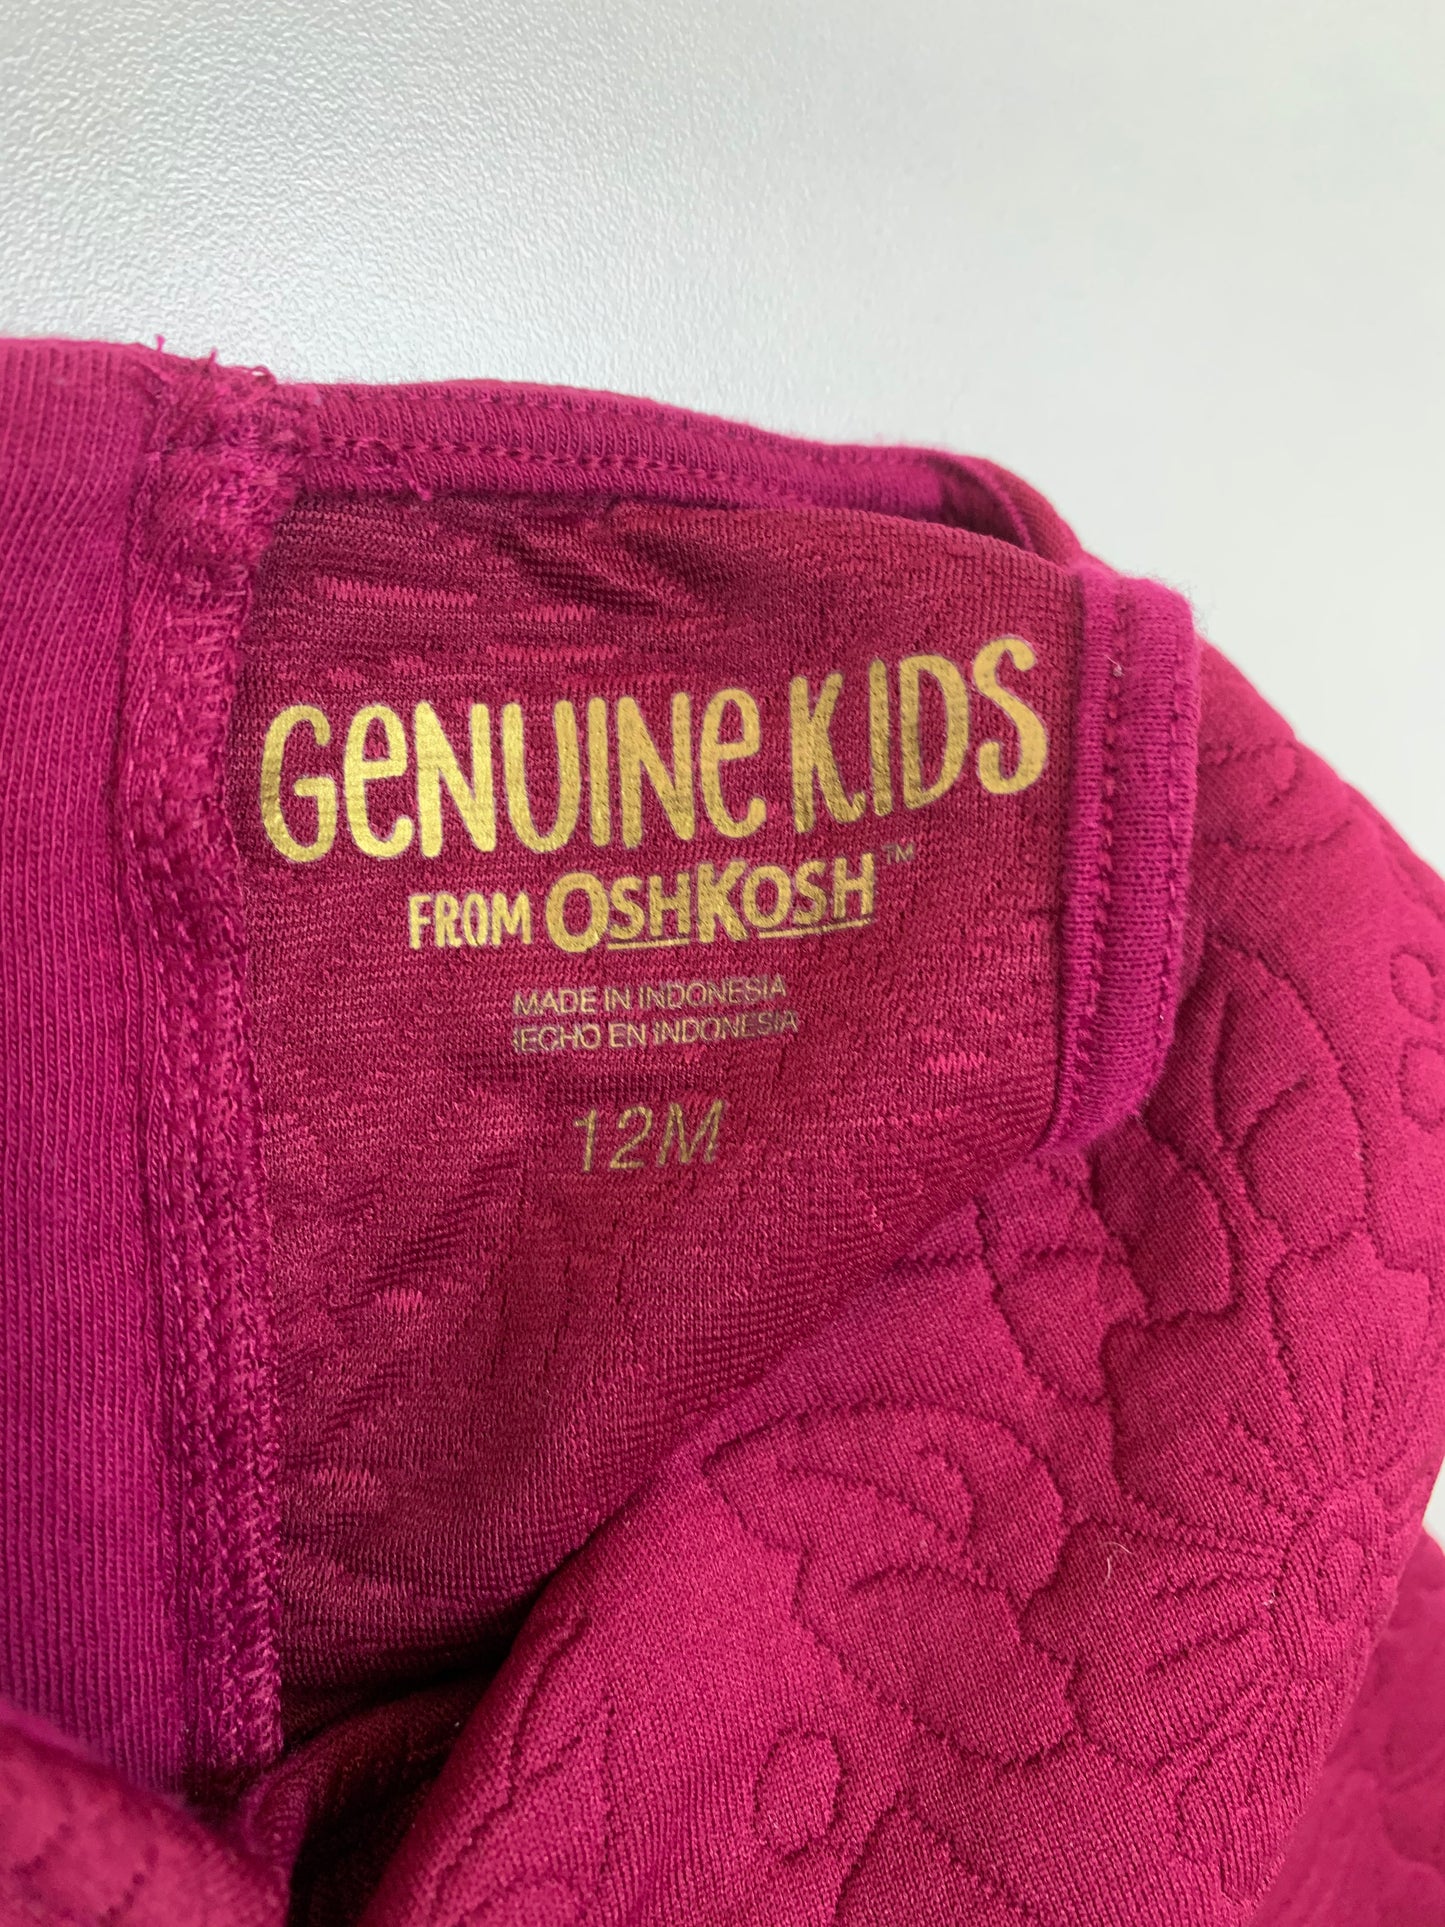 GENUINE KIDS
FROM OSHKOSH™
MADE IN INDONESIA
HECHO EN INDONESIA
12M